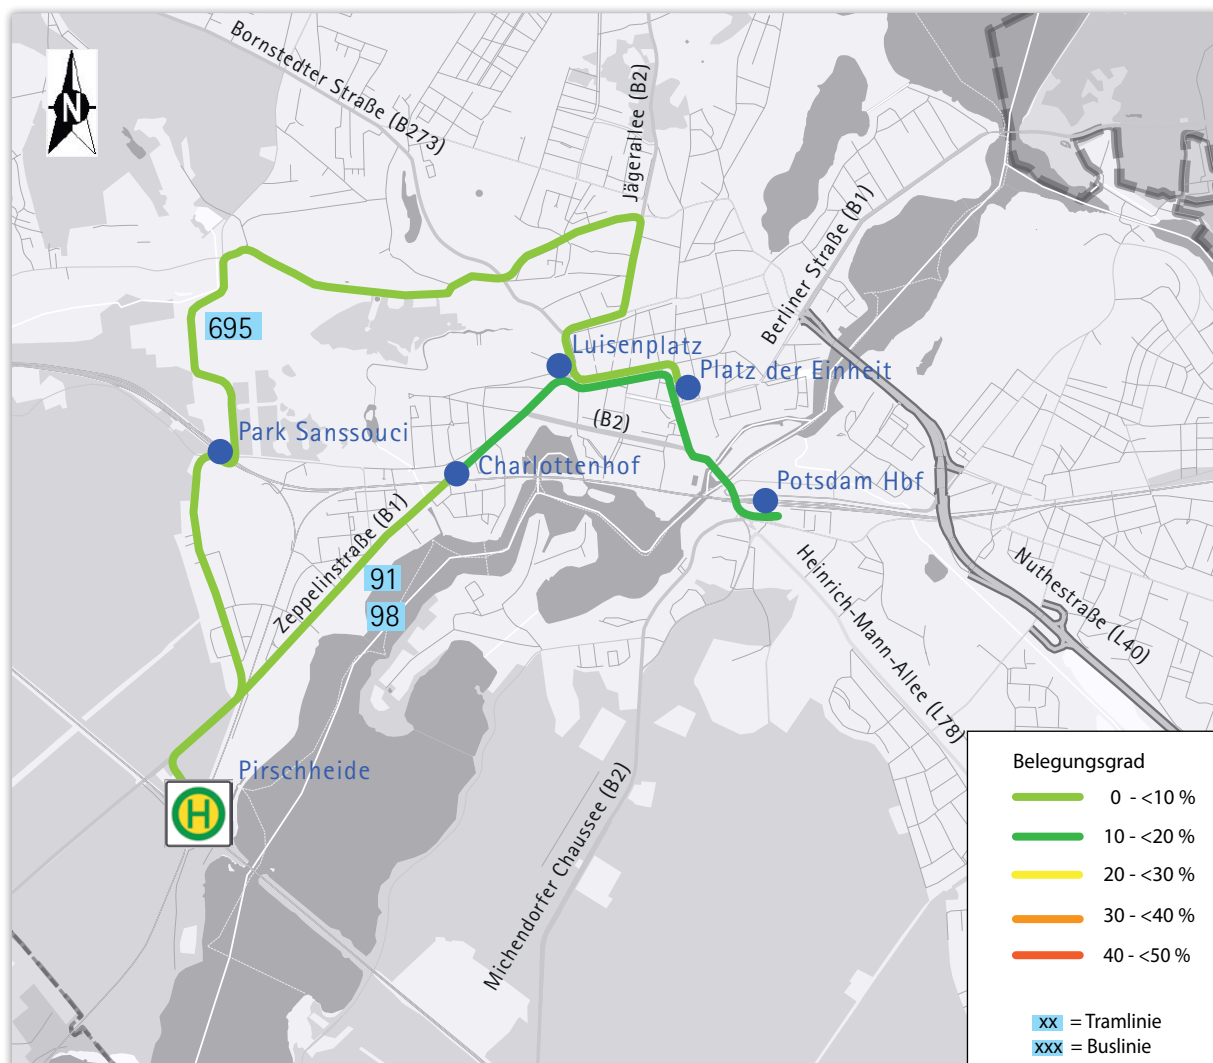 Bornstedter Straße (B273)
Jägerallee (B2)
N
Berliner Straße (B1)
695
Luisenplatz
Platz der Einheit
(B2)
Park Sanssouci
Charlottenhof
Potsdam Hbf
Zeppelinstraße (B1)
91
98
Heinrich-Mann-Allee (L78)
Nuthestraße (L40)
Pirschheide
H
Michendorfer Chaussee (B2)
Belegungsgrad
0 - <10 %
10 - <20 %
20 - <30 %
30 - <40 %
40 - <50 %
xx = Tramlinie
xxx = Buslinie